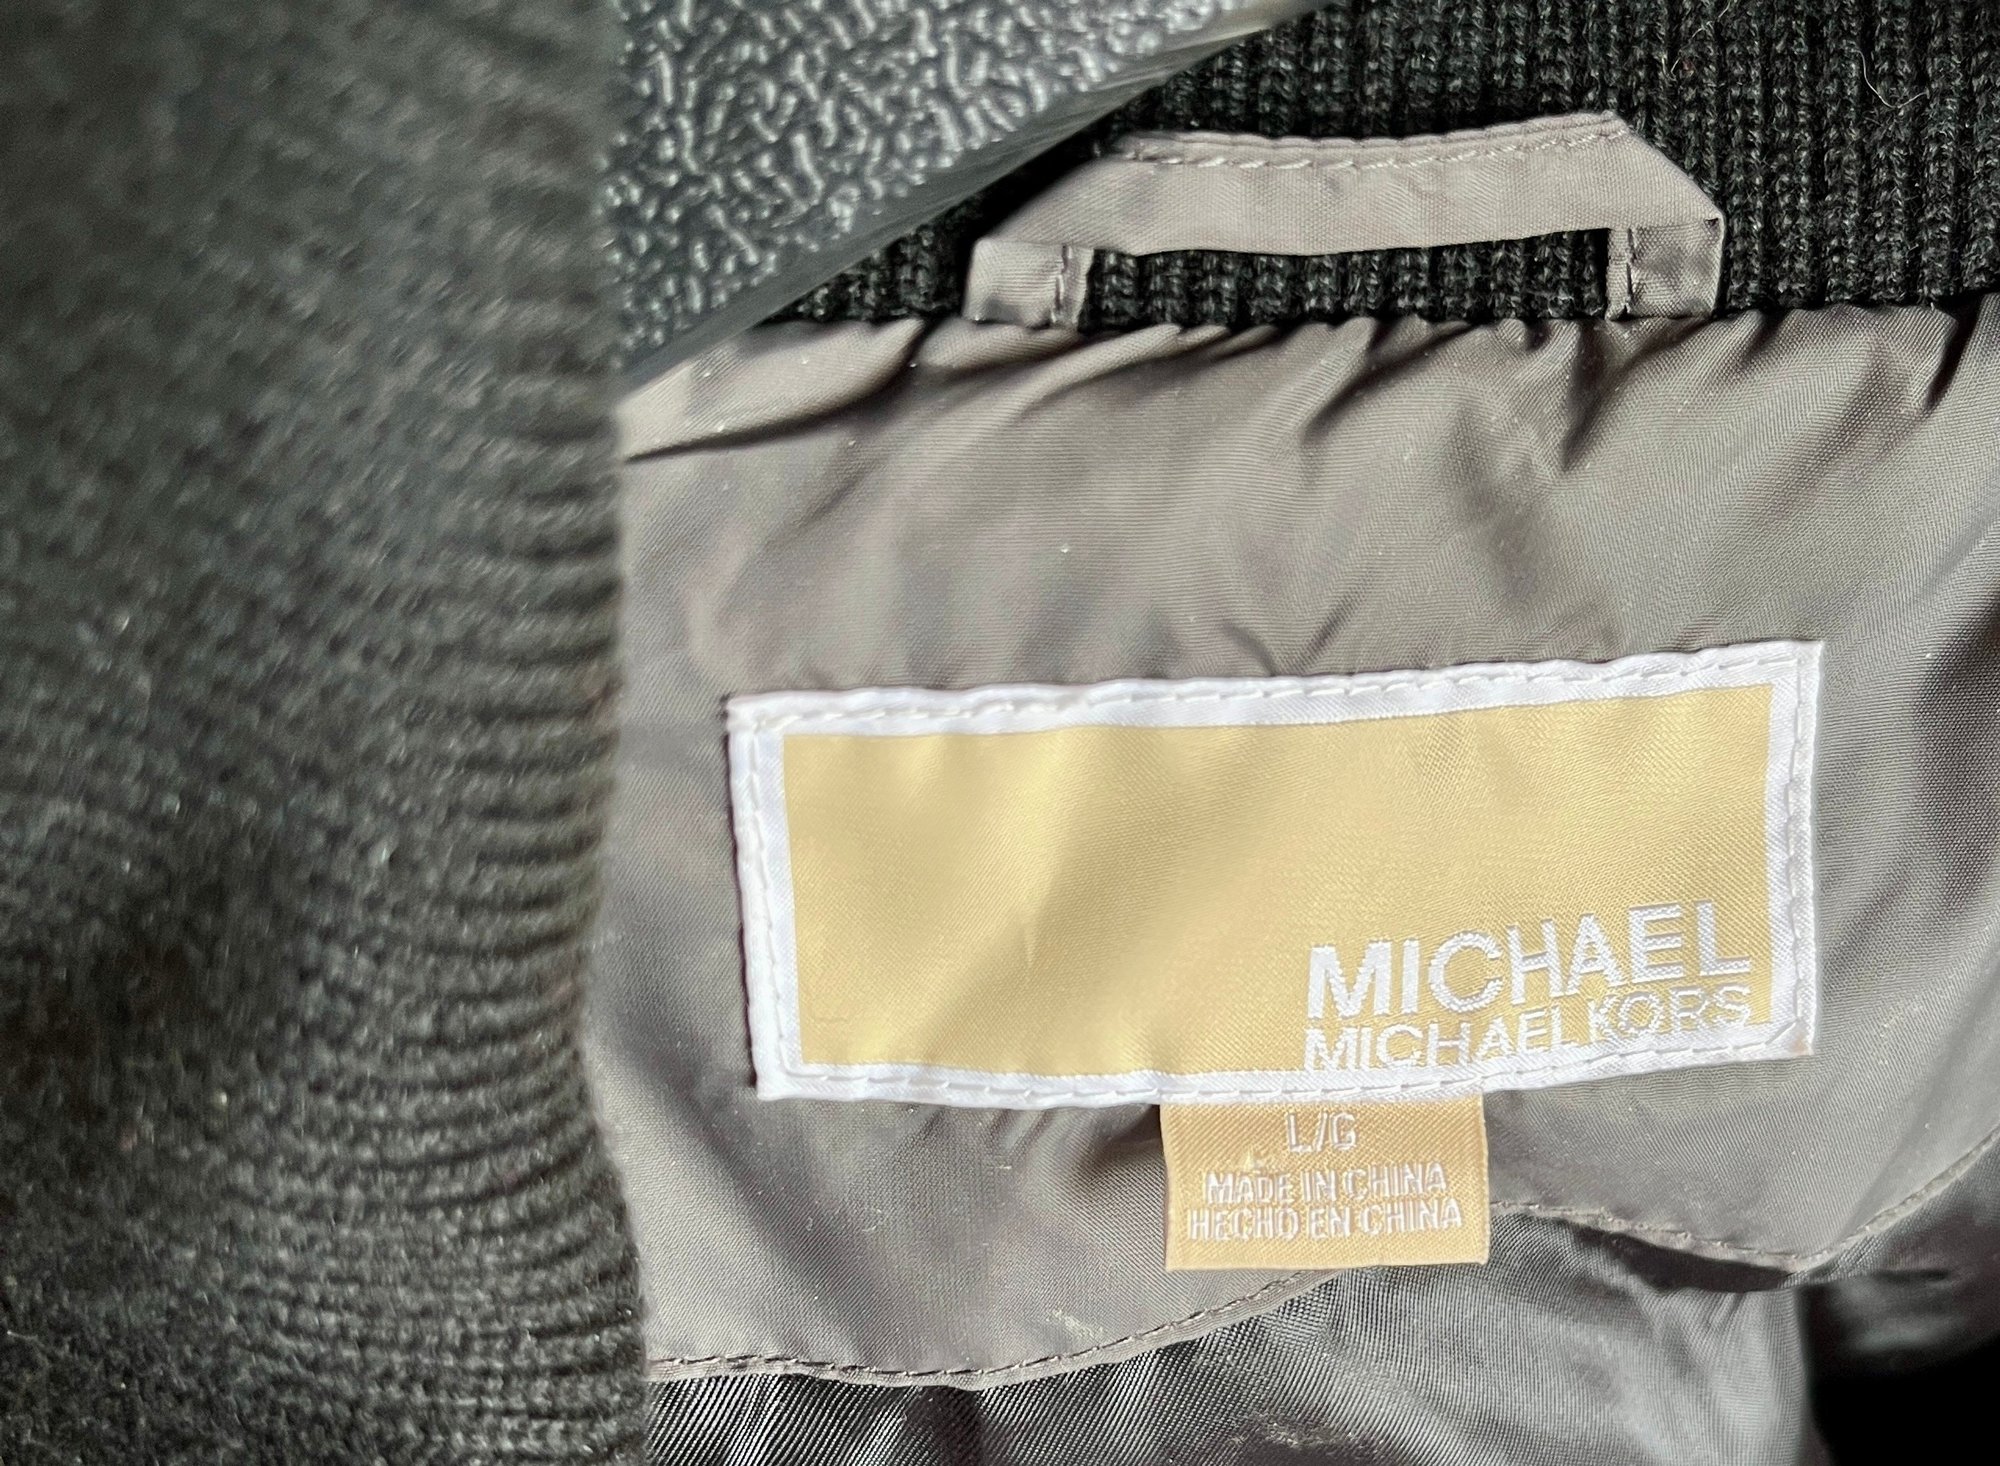 MICHAEL
MICHAEL KORS
L/G
MADE IN CHINA
HECHO EN CHINA